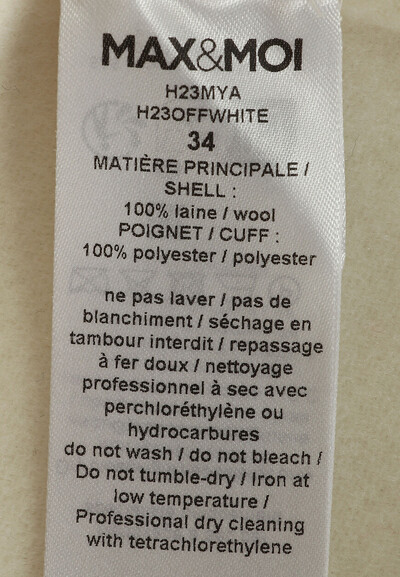 MAX&MOI
H23MYA
H23OFFWHITE
34
MATIÈRE PRINCIPALE /
SHELL :
100% laine / wool
POIGNET / CUFF :
100% polyester / polyester
ne pas laver / pas de
blanchiment / séchage en
tambour interdit / repassage
à fer doux / nettoyage
professionnel à sec avec
perchloréthylène ou
hydrocarbures
do not wash / do not bleach /
Do not tumble-dry / Iron at
low temperature /
Professional dry cleaning
with tetrachlorethylene